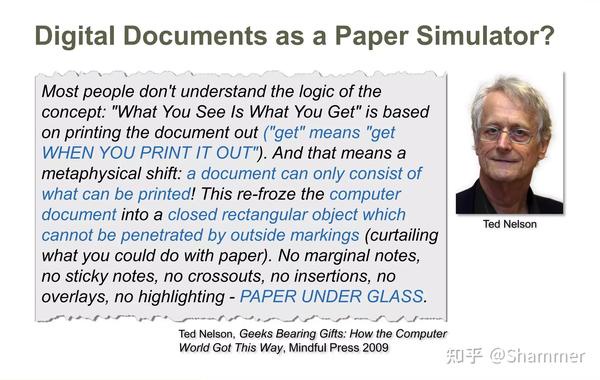 Digital Documents as a Paper Simulator?
Most people don't understand the logic of the
concept: "What You See Is What You Get" is based
on printing the document out ("get" means "get
WHEN YOU PRINT IT OUT"). And that means a
metaphysical shift: a document can only consist of
what can be printed! This re-froze the computer
document into a closed rectangular object which
cannot be penetrated by outside markings (curtailing
what you could do with paper). No marginal notes,
no sticky notes, no crossouts, no insertions, no
overlays, no highlighting - PAPER UNDER GLASS.
Ted Nelson
Ted Nelson, Geeks Bearing Gifts: How the Computer
World Got This Way, Mindful Press 2009
知乎 @Shammer